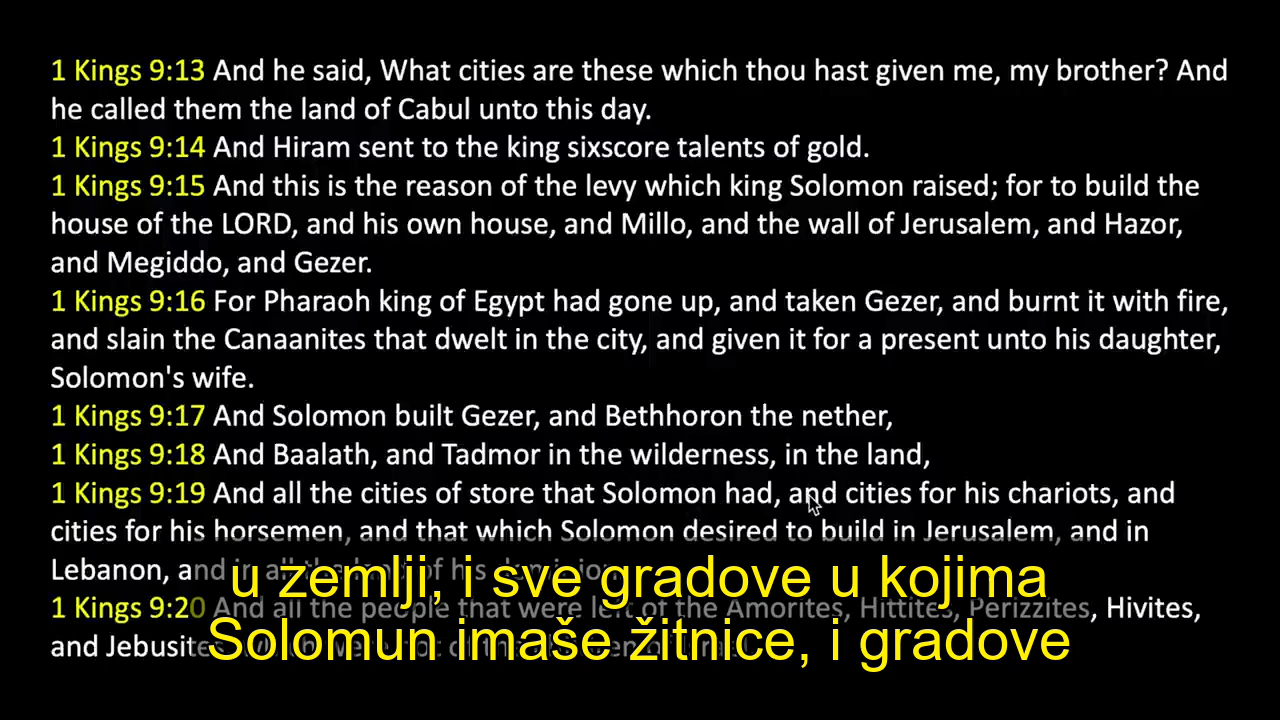 1 Kings 9:13 And he said, What cities are these which thou hast given me, my brother? And
he called them the land of Cabul unto this day.
1 Kings 9:14 And Hiram sent to the king sixscore talents of gold.
1 Kings 9:15 And this is the reason of the levy which king Solomon raised; for to build the
house of the LORD, and his own house, and Millo, and the wall of Jerusalem, and Hazor,
and Megiddo, and Gezer.
1 Kings 9:16 For Pharaoh king of Egypt had gone up, and taken Gezer, and burnt it with fire,
and slain the Canaanites that dwelt in the city, and given it for a present unto his daughter,
Solomon's wife.
1 Kings 9:17 And Solomon built Gezer, and Bethhoron the nether,
1 Kings 9:18 And Baalath, and Tadmor in the wilderness, in the land,
1 Kings 9:19 And all the cities of store that Solomon had, and cities for his chariots, and
cities for his horsemen, and that which Solomon desired to build in Jerusalem, and in
Lebanon, and in all the land of his
1 Kings 9:20 And all the people that were left of the Amorites, Hittites, Perizzites, Hivites,
and Jebusites
u zemlji, i sve gradove u kojima
Solomun imaše žitnice, i gradove